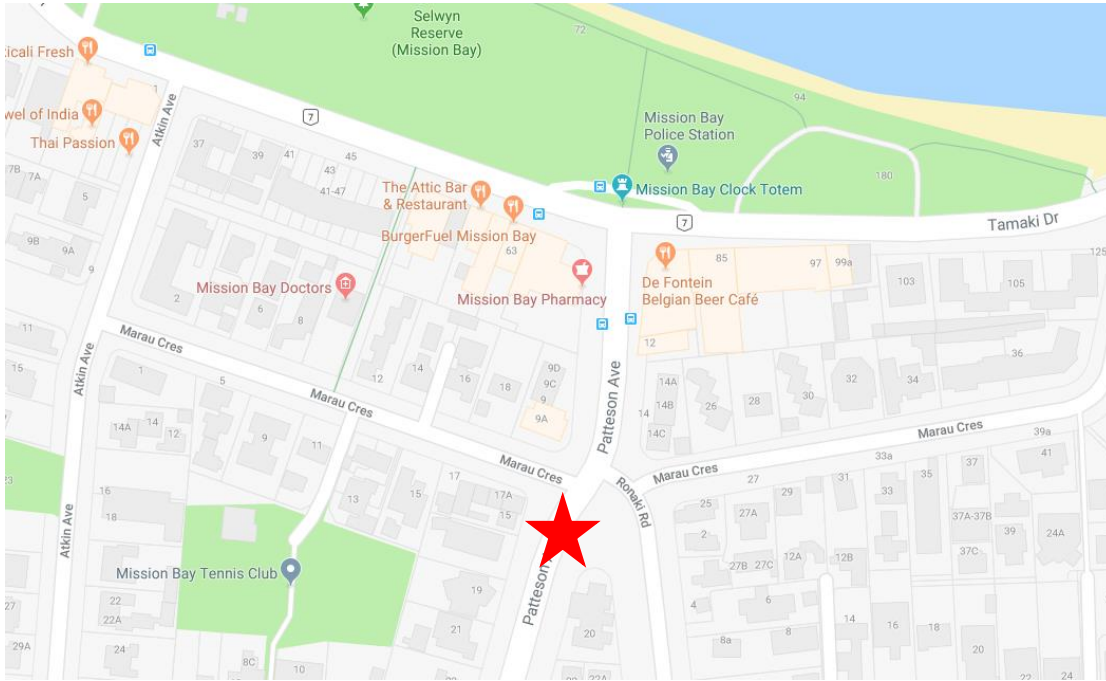 Selwyn
Reserve
(Mission Bay)
72
ticali Fresh
1
7
94
wel of India
Mission Bay
Police Station
Thai Passion
Atkin Ave
37
39
41
45
43
41-47
180
7B
7A
5
The Attic Bar
& Restaurant
Mission Bay Clock Totem
7
Tamaki Dr
BurgerFuel Mission Bay
63
9B
9A
9
De Fontein
Belgian Beer Café
85
97
99a
125
103
105
Mission Bay Doctors
Mission Bay Pharmacy
2
6
8
11
Marau Cres
12
36
15
Atkin Ave
1
5
12
14
16
18
9D
9C
9
9A
Patteson Ave
14A
14B
14
14C
26
28
30
32
34
Marau Cres
14A
14
12
9
11
Marau Cres
Marau Cres
39a
33a
41
23
17
17A
15
Marau Cres
Ronaki Rd
27
31
35
37
16
13
15
25
29
33
18
2
27A
37A-37B
39
24A
Atkin Ave
Mission Bay Tennis Club
27B
27C
12A
12B
37C
Patteson A
19
27
22
22A
21
20
4
6
14
16
18
29A
24
8a
8
20
8C
10
22
24
22
22A